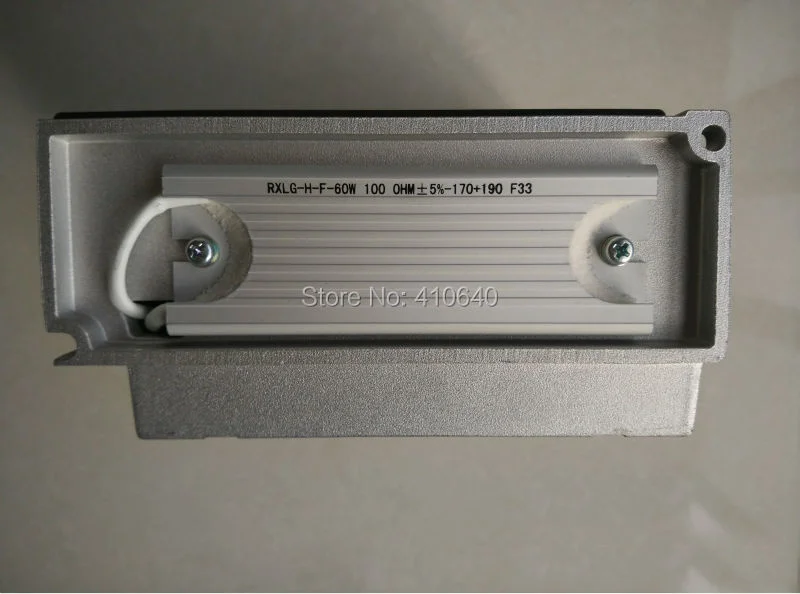 RXLG-H-F-60W 100 OHM±5%-170+190 F33
Store No: 410640